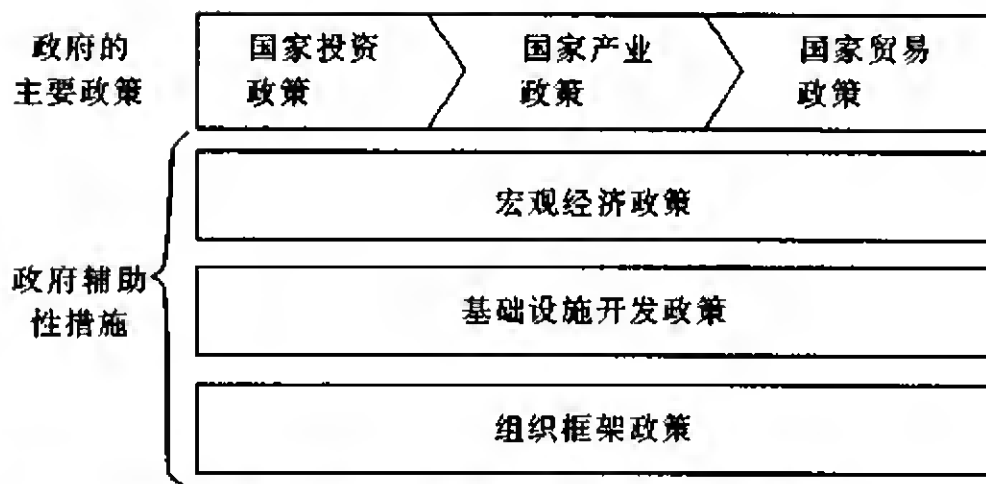 政府的
主要政策
国家投资
政策
国家产业
政策
国家贸易
政策
宏观经济政策
政府辅助
性措施
基础设施开发政策
组织框架政策